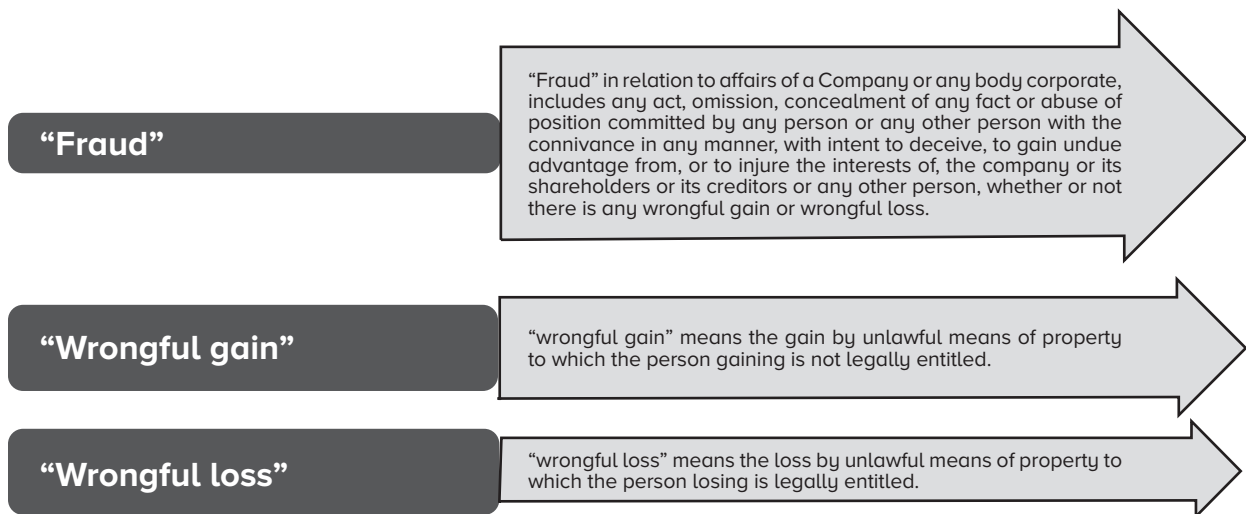 “Fraud”
“Fraud” in relation to affairs of a Company or any body corporate,
includes any act, omission, concealment of any fact or abuse of
position committed by any person or any other person with the
connivance in any manner, with intent to deceive, to gain undue
advantage from, or to injure the interests of, the company or its
shareholders or its creditors or any other person, whether or not
there is any wrongful gain or wrongful loss.
“Wrongful gain”
“wrongful gain” means the gain by unlawful means of property
to which the person gaining is not legally entitled.
“Wrongful loss”
“wrongful loss” means the loss by unlawful means of property to
which the person losing is legally entitled.